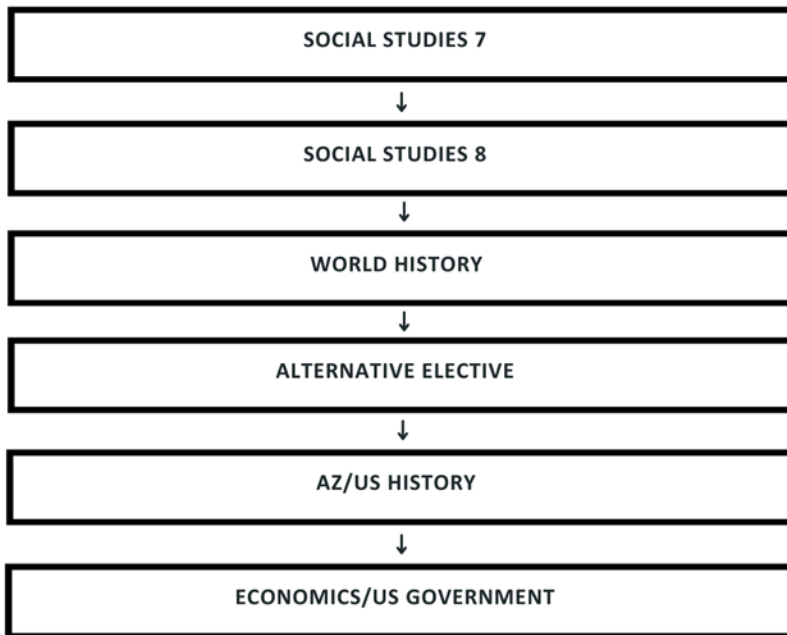 SOCIAL STUDIES 7
↓
SOCIAL STUDIES 8
↓
WORLD HISTORY
↓
ALTERNATIVE ELECTIVE
↓
AZ/US HISTORY
↓
ECONOMICS/US GOVERNMENT